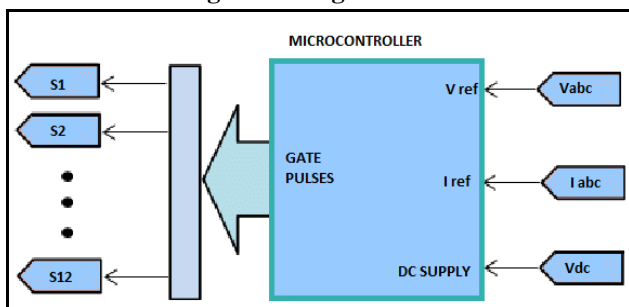 MICROCONTROLLER
S1
S2
S12
GATE
PULSES
V ref
I ref
DC SUPPLY
Vabc
I abc
Vdc